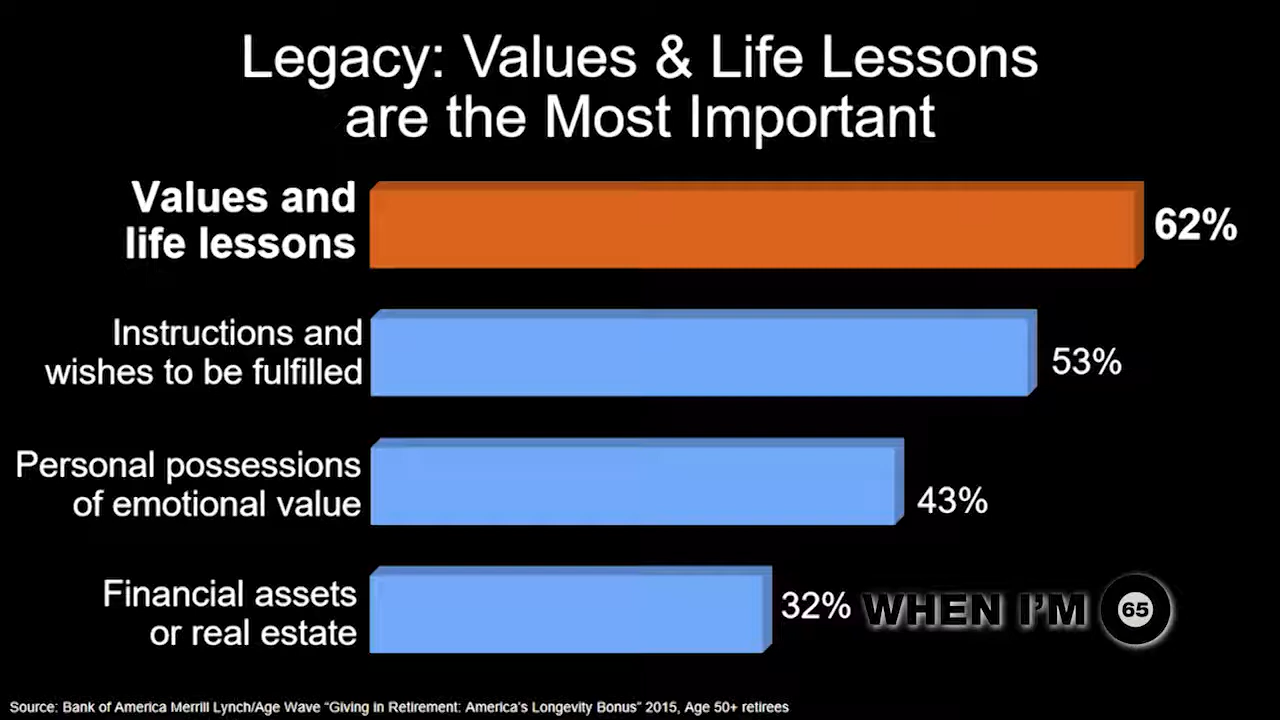 Legacy: Values & Life Lessons
are the Most Important
Values and
life lessons
62%
Instructions and
wishes to be fulfilled
53%
Personal possessions
of emotional value
43%
Financial assets
or real estate
32%
WHEN I'M 65
Source: Bank of America Merrill Lynch/Age Wave “Giving in Retirement: America’s Longevity Bonus” 2015, Age 50+ retirees